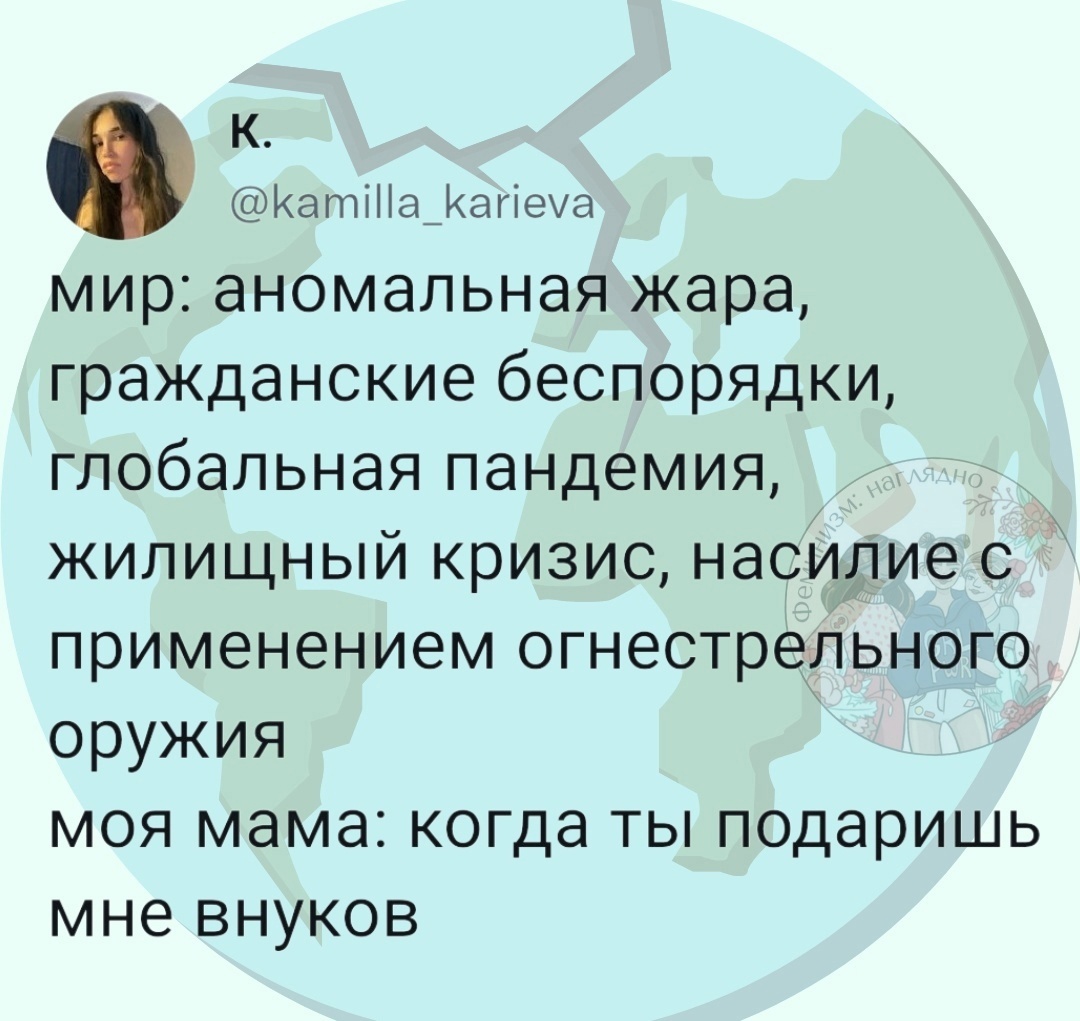 К.
@kamilla_karieva
мир: аномальная жара,
гражданские беспорядки,
глобальная пандемия,
жилищный кризис, насилие с
применением огнестрельного
оружия
моя мама: когда ты подаришь
мне внуков
Феминизм: наглядно